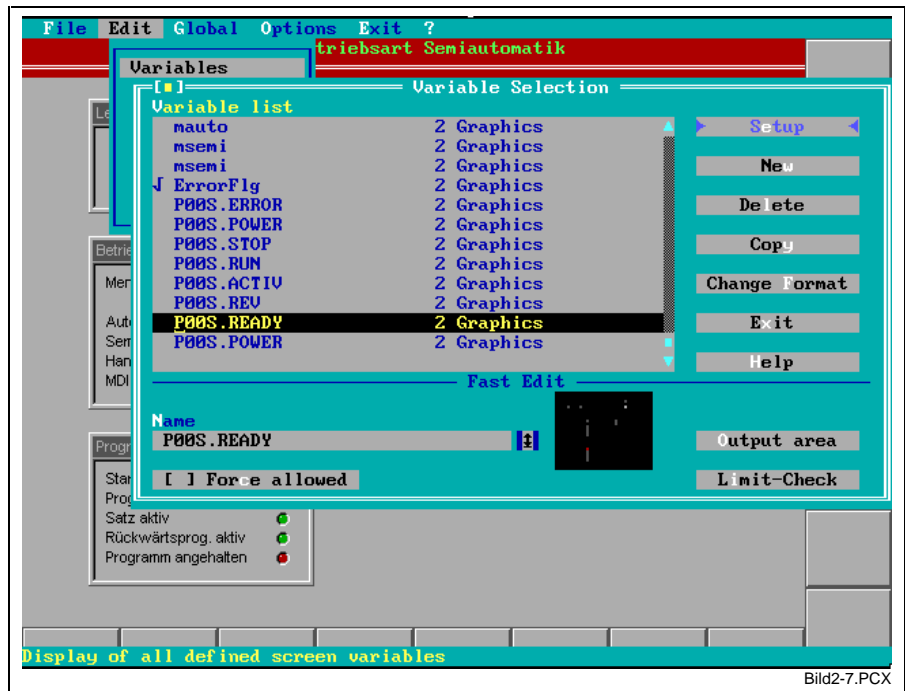 File Edit Global Options Exit ?
triebsart Semiautomatik
Variables
Variable Selection
Variable list
mauto 2 Graphics
msemi 2 Graphics
msemi 2 Graphics
√ ErrorFlg 2 Graphics
P00S.ERROR 2 Graphics
P00S.POWER 2 Graphics
P00S.STOP 2 Graphics
P00S.RUN 2 Graphics
P00S.ACTIV 2 Graphics
P00S.REV 2 Graphics
P00S.READY 2 Graphics
P00S.POWER 2 Graphics
Setup
New
Delete
Copy
Change Format
Exit
Help
Fast Edit
Name
P00S.READY
[ ] Force allowed
Output area
Limit-Check
Le
Betrie
Mer
Auto
Sem
Han
MDI
Progr
Star
Prog
Satz aktiv
Rückwärtsprog. aktiv
Programm angehalten
Display of all defined screen variables
Bild2-7.PCX